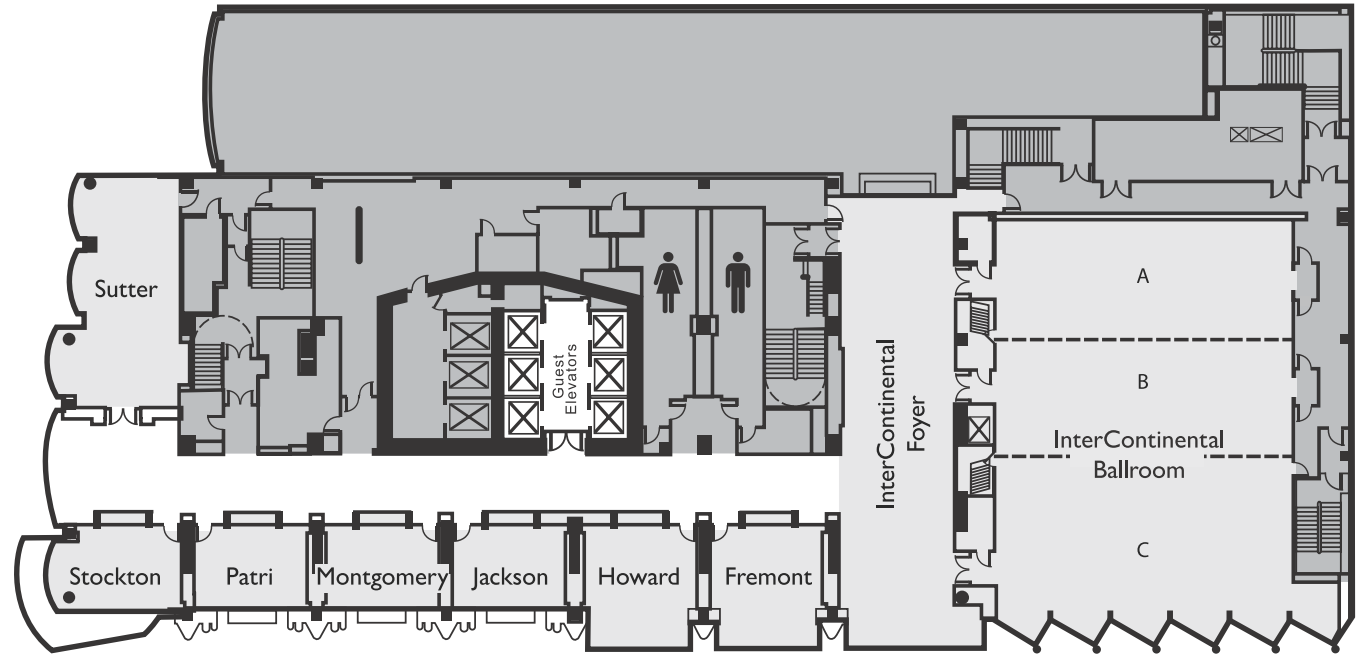 Sutter
Guest
Elevators
InterContinental
Foyer
A
B
InterContinental
Ballroom
C
Stockton
Patri
Montgomery
Jackson
Howard
Fremont